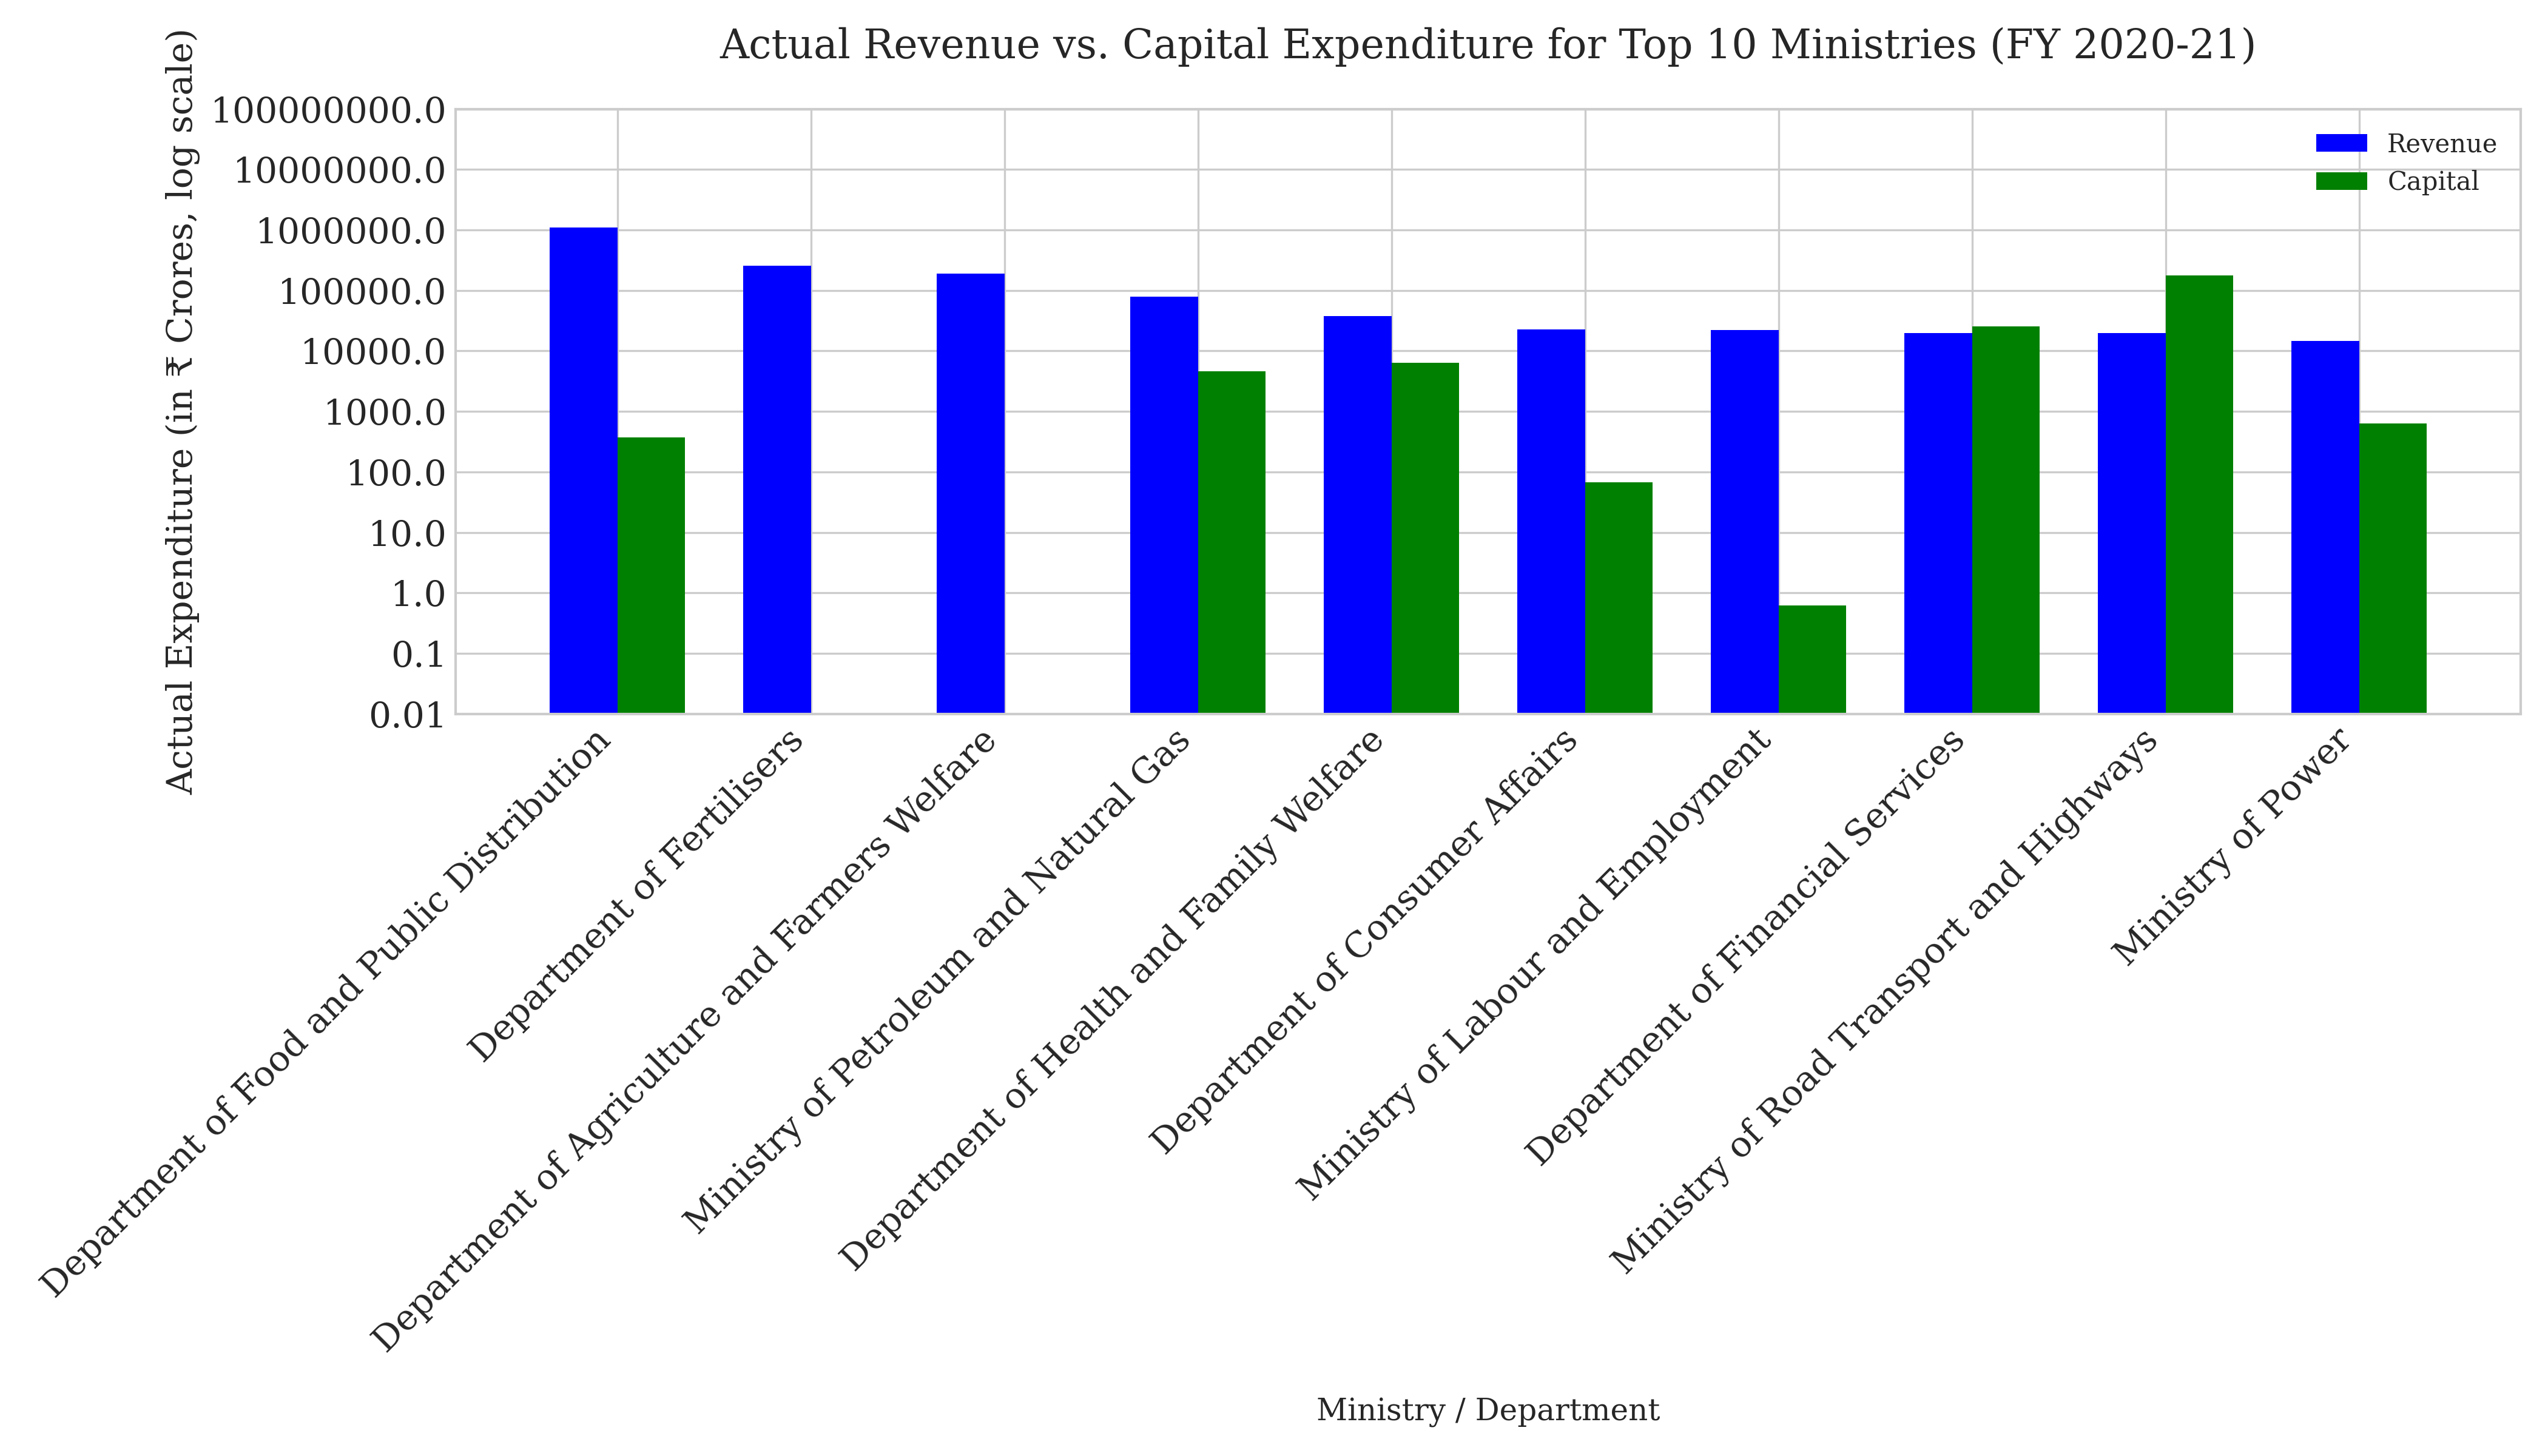 Actual Revenue vs. Capital Expenditure for Top 10 Ministries (FY 2020-21)
Actual Expenditure (in ₹ Crores, log scale)
100000000.0
10000000.0
1000000.0
100000.0
10000.0
1000.0
100.0
10.0
1.0
0.1
0.01
Revenue
Capital
Department of Food and Public Distribution
Department of Fertilisers
Department of Agriculture and Farmers Welfare
Ministry of Petroleum and Natural Gas
Department of Health and Family Welfare
Department of Consumer Affairs
Ministry of Labour and Employment
Department of Financial Services
Ministry of Road Transport and Highways
Ministry of Power
Ministry / Department